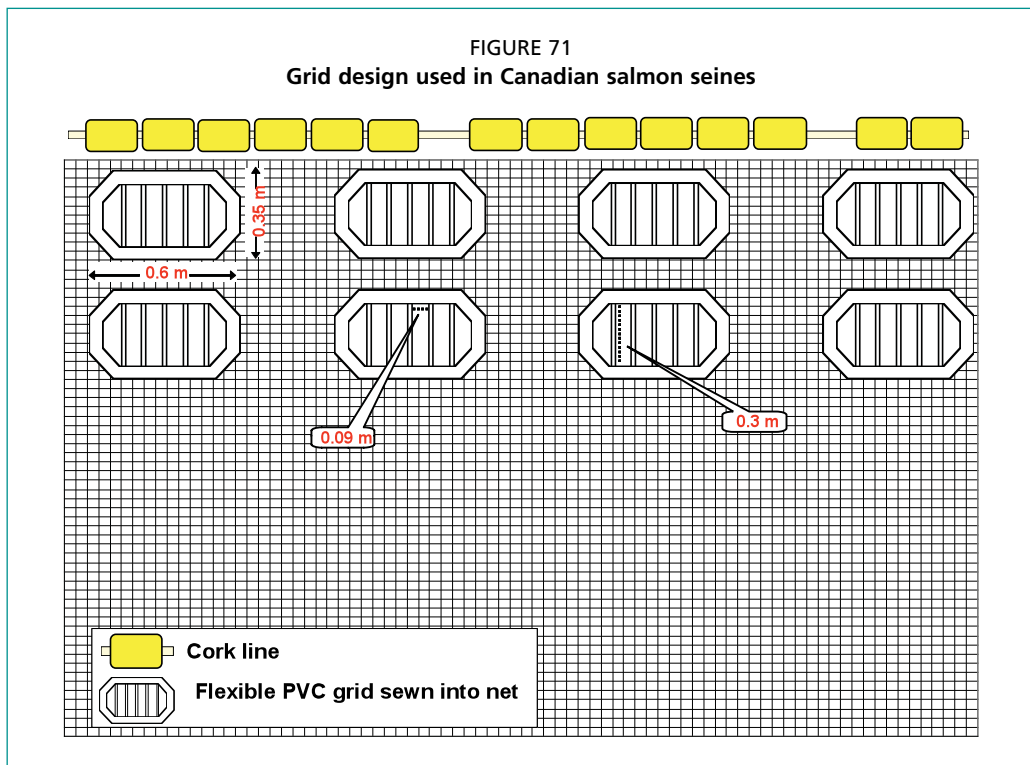 FIGURE 71
Grid design used in Canadian salmon seines
0.35 m
0.6 m
0.09 m
0.3 m
Cork line
Flexible PVC grid sewn into net